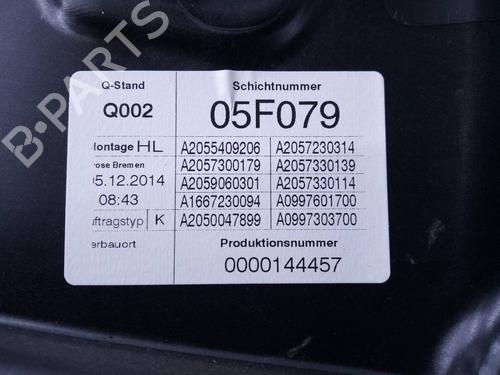 B-PARTS
Q-Stand Schichtnummer
Q002 05F079
Montage HL A2055409206 A2057230314
rose Bremen A2057300179 A2057330139
05.12.2014 A2059060301 A2057330114
08:43 A1667230094 A0997601700
uftragstyp K A2050047899 A0997303700
erbauort Produktionsnummer
0000144457